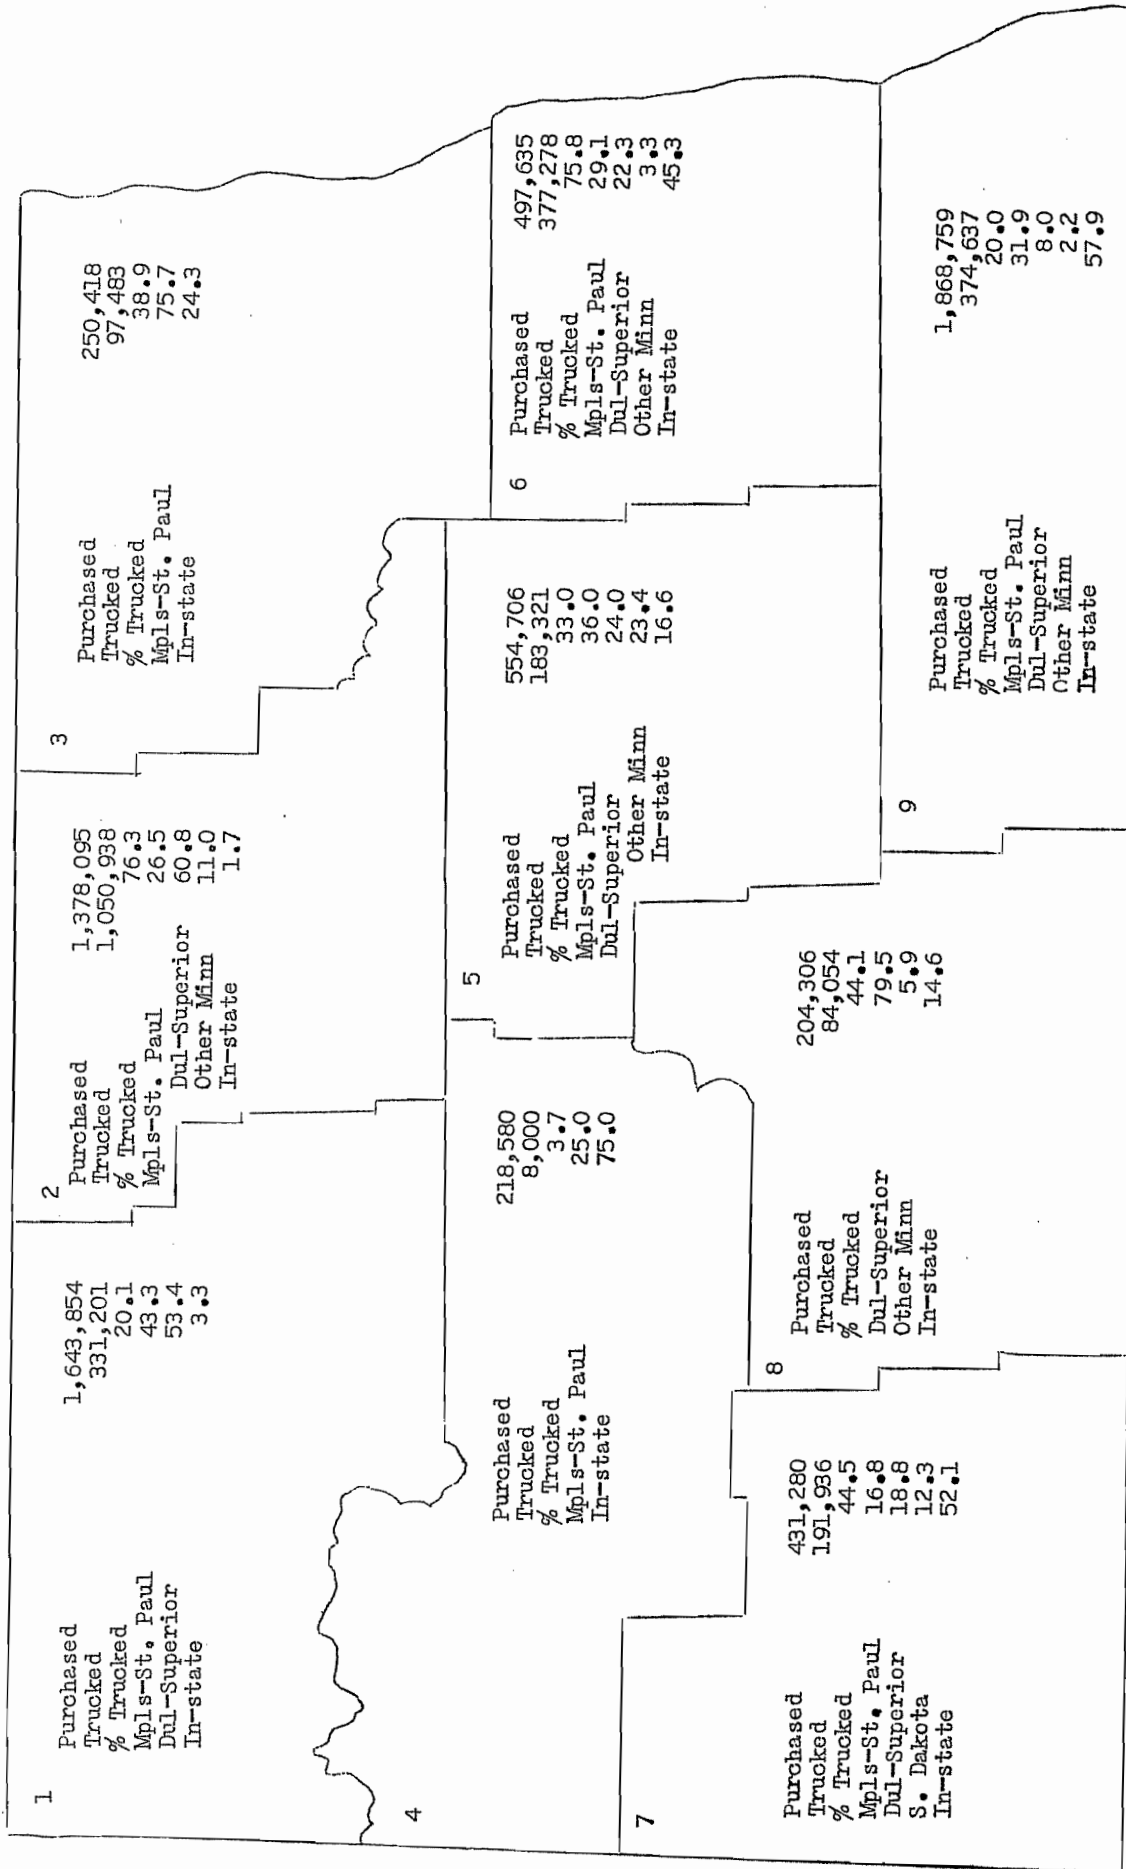 1
Purchased 1,643,854
Trucked 331,201
% Trucked 20.1
Mpls-St. Paul 43.3
Dul-Superior 53.4
In-state 3.3
2
Purchased 1,378,095
Trucked 1,050,938
% Trucked 76.3
Mpls-St. Paul 26.5
Dul-Superior 60.8
Other Minn 11.0
In-state 1.7
3
Purchased 250,418
Trucked 97,483
% Trucked 38.9
Mpls-St. Paul 75.7
In-state 24.3
4
Purchased 218,580
Trucked 8,000
% Trucked 3.7
Mpls-St. Paul 25.0
In-state 75.0
5
Purchased 554,706
Trucked 183,321
% Trucked 33.0
Mpls-St. Paul 36.0
Dul-Superior 24.0
Other Minn 23.4
In-state 16.6
6
Purchased 497,635
Trucked 377,278
% Trucked 75.8
Mpls-St. Paul 29.1
Dul-Superior 22.3
Other Minn 3.3
In-state 45.3
7
Purchased 431,280
Trucked 191,936
% Trucked 44.5
Mpls-St. Paul 16.8
Dul-Superior 18.8
S. Dakota 12.3
In-state 52.1
8
Purchased 204,306
Trucked 84,054
% Trucked 44.1
Dul-Superior 79.5
Other Minn 5.9
In-state 14.6
9
Purchased 1,868,759
Trucked 374,637
% Trucked 20.0
Mpls-St. Paul 31.9
Dul-Superior 8.0
Other Minn 2.2
In-state 57.9